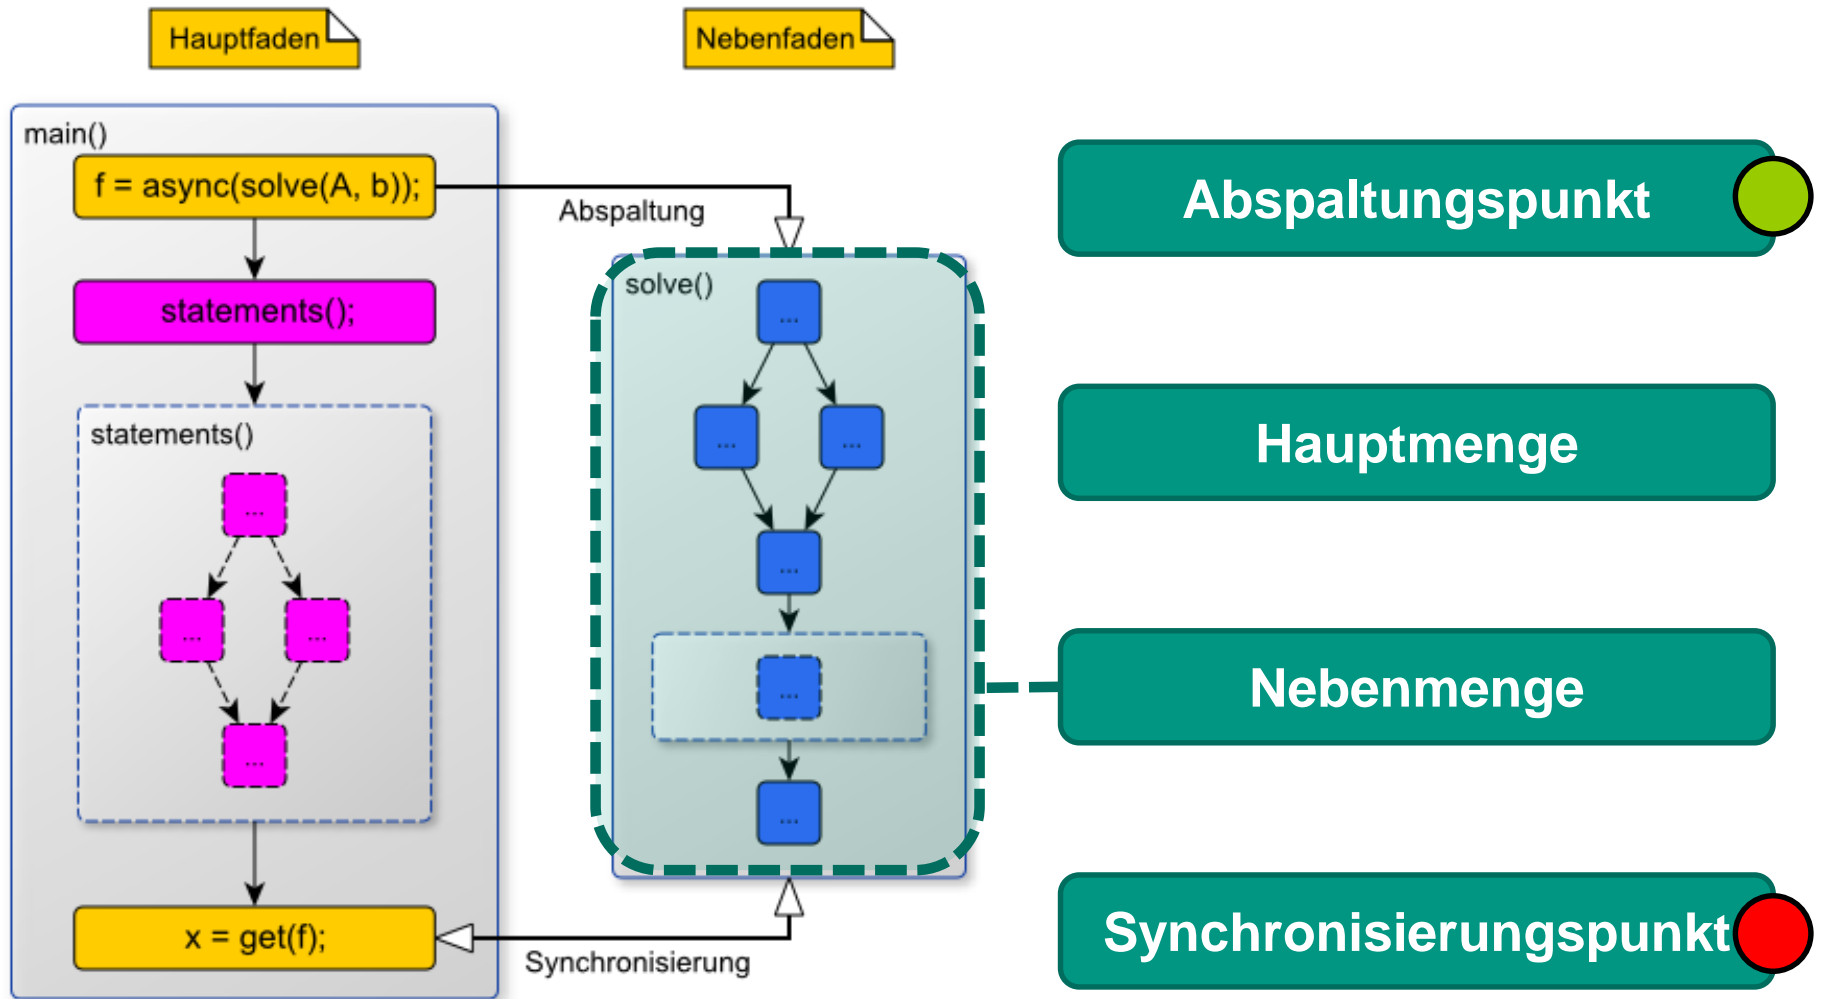 Hauptfaden
Nebenfaden
main()
f = async(solve(A, b));
Abspaltung
statements();
statements()
...
...
...
...
x = get(f);
Synchronisierung
solve()
...
...
...
...
...
...
Abspaltungspunkt
Hauptmenge
Nebenmenge
Synchronisierungspunkt